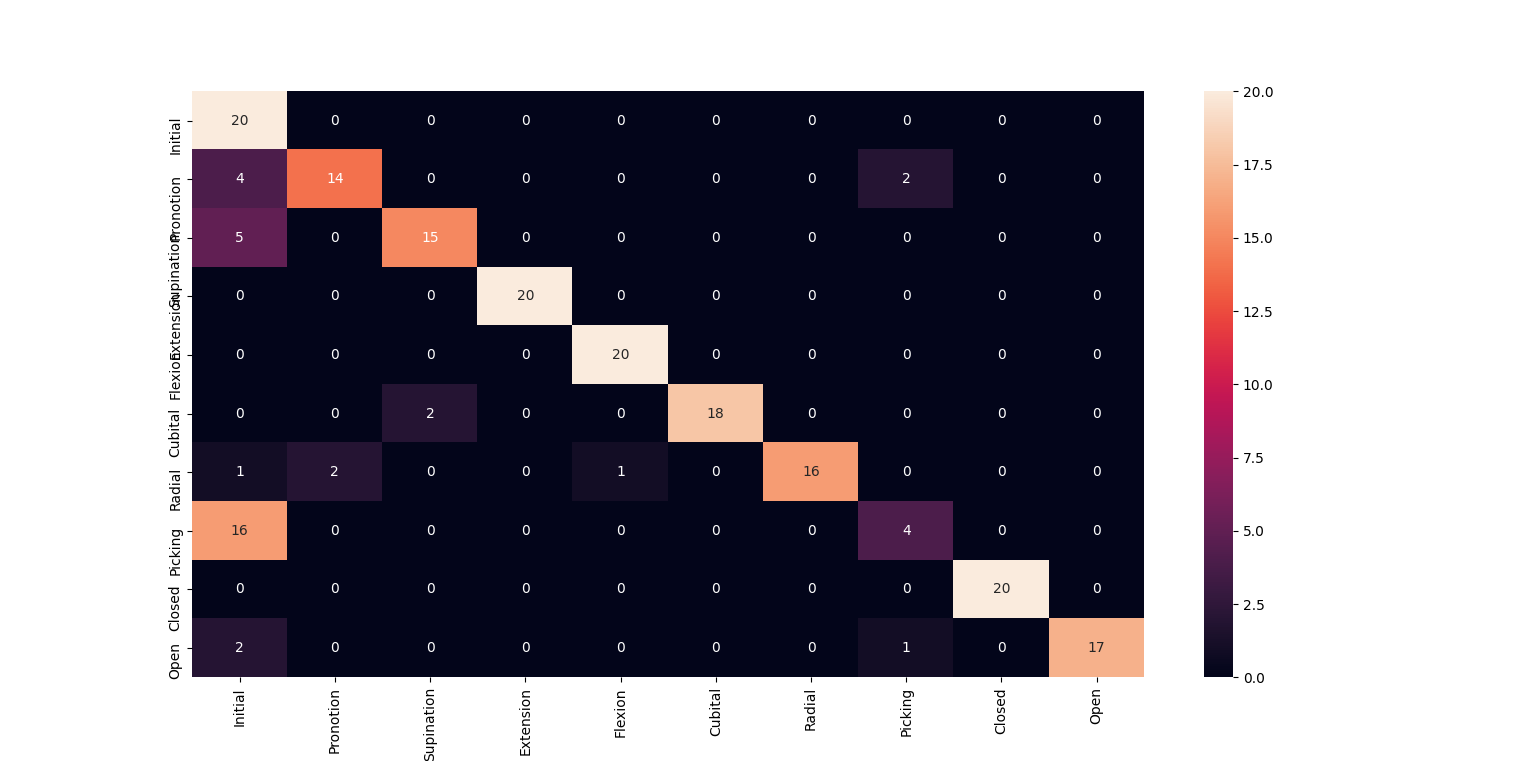 20.0
Initial 20 0 0 0 0 0 0 0 0 0
Pronotion 4 14 0 0 0 0 0 2 0 0
17.5
Supination 5 0 15 0 0 0 0 0 0 0
15.0
Extension 0 0 0 20 0 0 0 0 0 0
12.5
Flexion 0 0 0 0 20 0 0 0 0 0
10.0
Cubital 0 0 2 0 0 18 0 0 0 0
7.5
Radial 1 2 0 0 1 0 16 0 0 0
Picking 16 0 0 0 0 0 0 4 0 0
5.0
Closed 0 0 0 0 0 0 0 0 20 0
2.5
Open 2 0 0 0 0 0 0 1 0 17
0.0
Initial Pronotion Supination Extension Flexion Cubital Radial Picking Closed Open